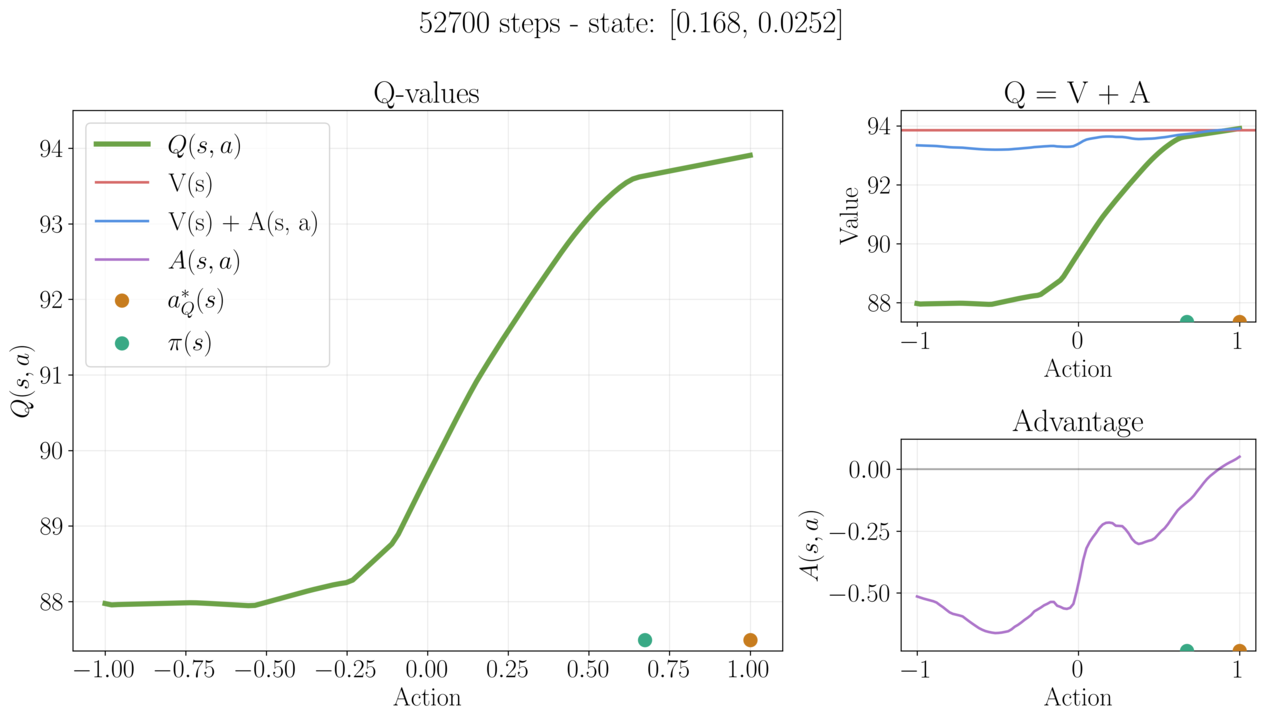 52700 steps - state: [0.168, 0.0252]
Q-values
Q(s, a)
94
93
92
91
90
89
88
Q(s, a)
V(s)
V(s) + A(s, a)
A(s, a)
a*Q(s)
π(s)
−1.00 −0.75 −0.50 −0.25 0.00 0.25 0.50 0.75 1.00
Action
Q = V + A
Value
94
92
90
88
−1 0 1
Action
Advantage
A(s, a)
0.00
−0.25
−0.50
−1 0 1
Action